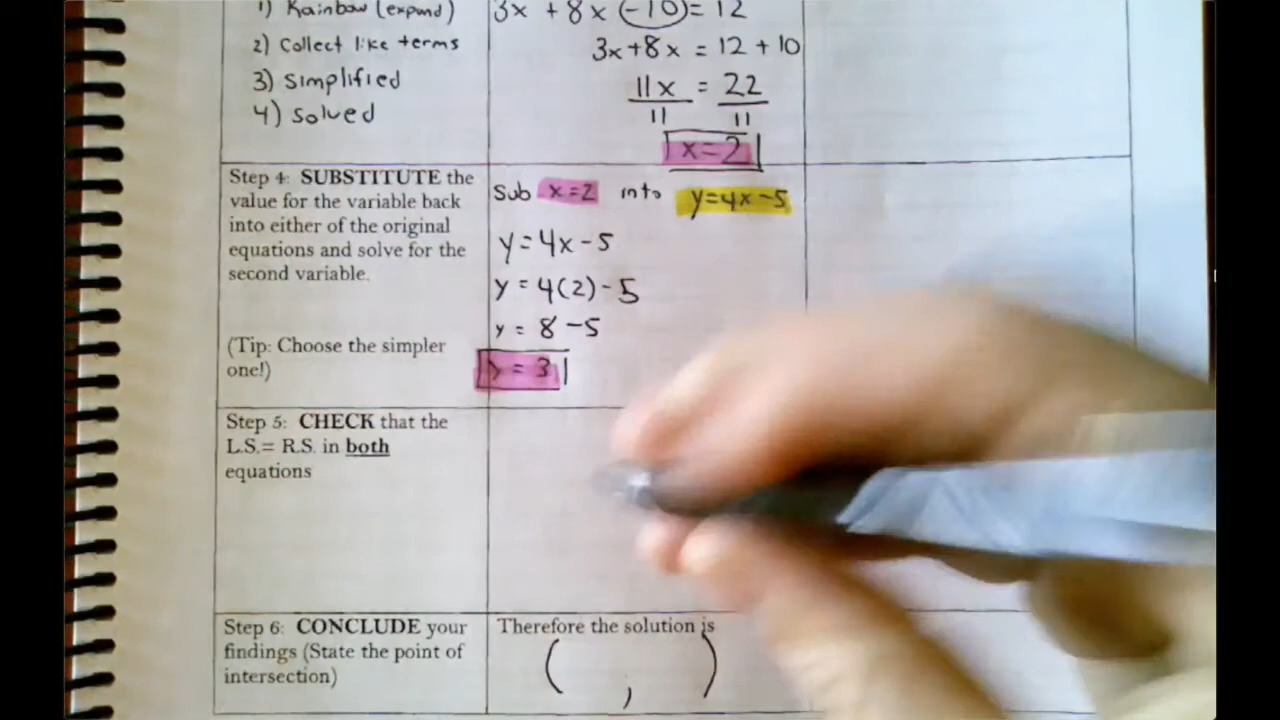 1) Rainbow (expand)
2) Collect like terms
3) Simplified
4) Solved
3x + 8x -10 = 12
3x+8x = 12 + 10
11x = 22
11 11
x=2
Step 4: SUBSTITUTE the
value for the variable back
into either of the original
equations and solve for the
second variable.
(Tip: Choose the simpler
one!)
Sub x=2 into y=4x-5
y=4x-5
y = 4(2)-5
y = 8-5
y = 3
Step 5: CHECK that the
L.S.= R.S. in both
equations
Step 6: CONCLUDE your
findings (State the point of
intersection)
Therefore the solution is
( , )